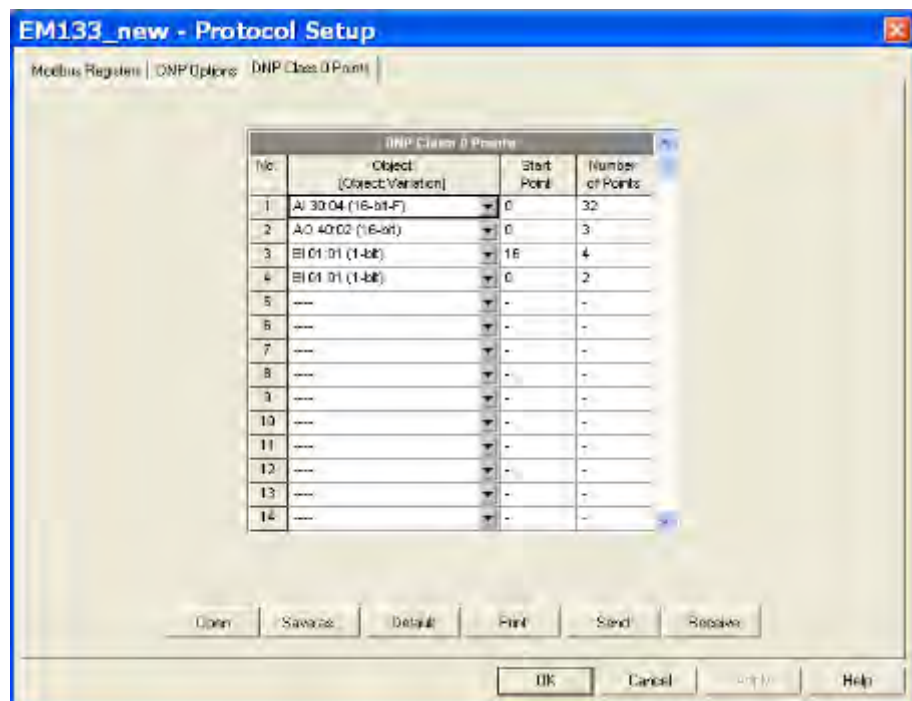 EM133_new - Protocol Setup
Modbus Registers DNP Options DNP Class 0 Points
DNP Class 0 Points
No. Object Start Number
[Object:Variation] Point of Points
1 AI 30:04 (16-bit-F) 0 32
2 AO 40:02 (16-bit) 0 3
3 BI 01:01 (1-bit) 16 4
4 BI 01:01 (1-bit) 0 2
5 ---- - -
6 ---- - -
7 ---- - -
8 ---- - -
9 ---- - -
10 ---- - -
11 ---- - -
12 ---- - -
13 ---- - -
14 ---- - -
Open Save as... Default Print Send Receive
OK Cancel Apply Help